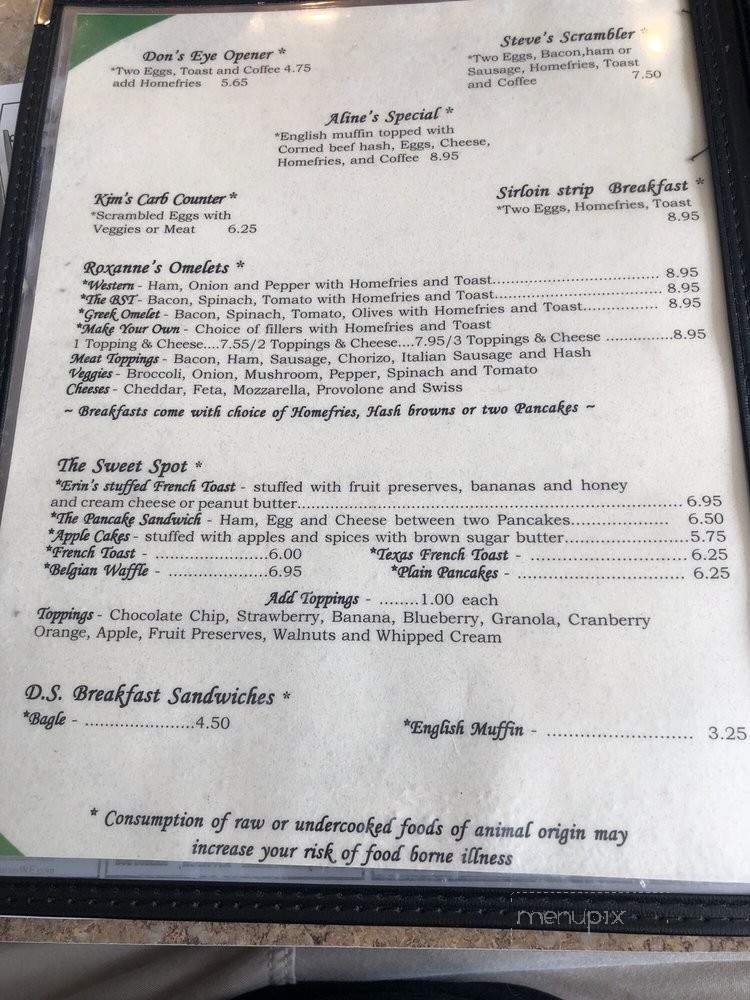 Don's Eye Opener *
*Two Eggs, Toast and Coffee 4.75
add Homefries 5.65
Steve's Scrambler *
*Two Eggs, Bacon,ham or
Sausage, Homefries, Toast
and Coffee 7.50
Aline's Special *
*English muffin topped with
Corned beef hash, Eggs, Cheese,
Homefries, and Coffee 8.95
Kim's Carb Counter *
*Scrambled Eggs with
Veggies or Meat 6.25
Sirloin strip Breakfast *
*Two Eggs, Homefries, Toast
8.95
Roxanne's Omelets *
*Western - Ham, Onion and Pepper with Homefries and Toast................................ 8.95
*The BST - Bacon, Spinach, Tomato with Homefries and Toast................................ 8.95
*Greek Omelet - Bacon, Spinach, Tomato, Olives with Homefries and Toast................ 8.95
*Make Your Own - Choice of fillers with Homefries and Toast
1 Topping & Cheese....7.55/2 Toppings & Cheese....7.95/3 Toppings & Cheese ...............8.95
Meat Toppings - Bacon, Ham, Sausage, Chorizo, Italian Sausage and Hash
Veggies - Broccoli, Onion, Mushroom, Pepper, Spinach and Tomato
Cheeses - Cheddar, Feta, Mozzarella, Provolone and Swiss
~ Breakfasts come with choice of Homefries, Hash browns or two Pancakes ~
The Sweet Spot *
*Erin's stuffed French Toast - stuffed with fruit preserves, bananas and honey
and cream cheese or peanut butter................................................................ 6.95
*The Pancake Sandwich - Ham, Egg and Cheese between two Pancakes................. 6.50
*Apple Cakes - stuffed with apples and spices with brown sugar butter.....................5.75
*French Toast - .......................6.00 *Texas French Toast - ............................. 6.25
*Belgian Waffle - ....................6.95 *Plain Pancakes - ............................... 6.25
Add Toppings - ........1.00 each
Toppings - Chocolate Chip, Strawberry, Banana, Blueberry, Granola, Cranberry
Orange, Apple, Fruit Preserves, Walnuts and Whipped Cream
D.S. Breakfast Sandwiches *
*Bagle - ......................4.50 *English Muffin - ........................... 3.25
* Consumption of raw or undercooked foods of animal origin may
increase your risk of food borne illness
menupix